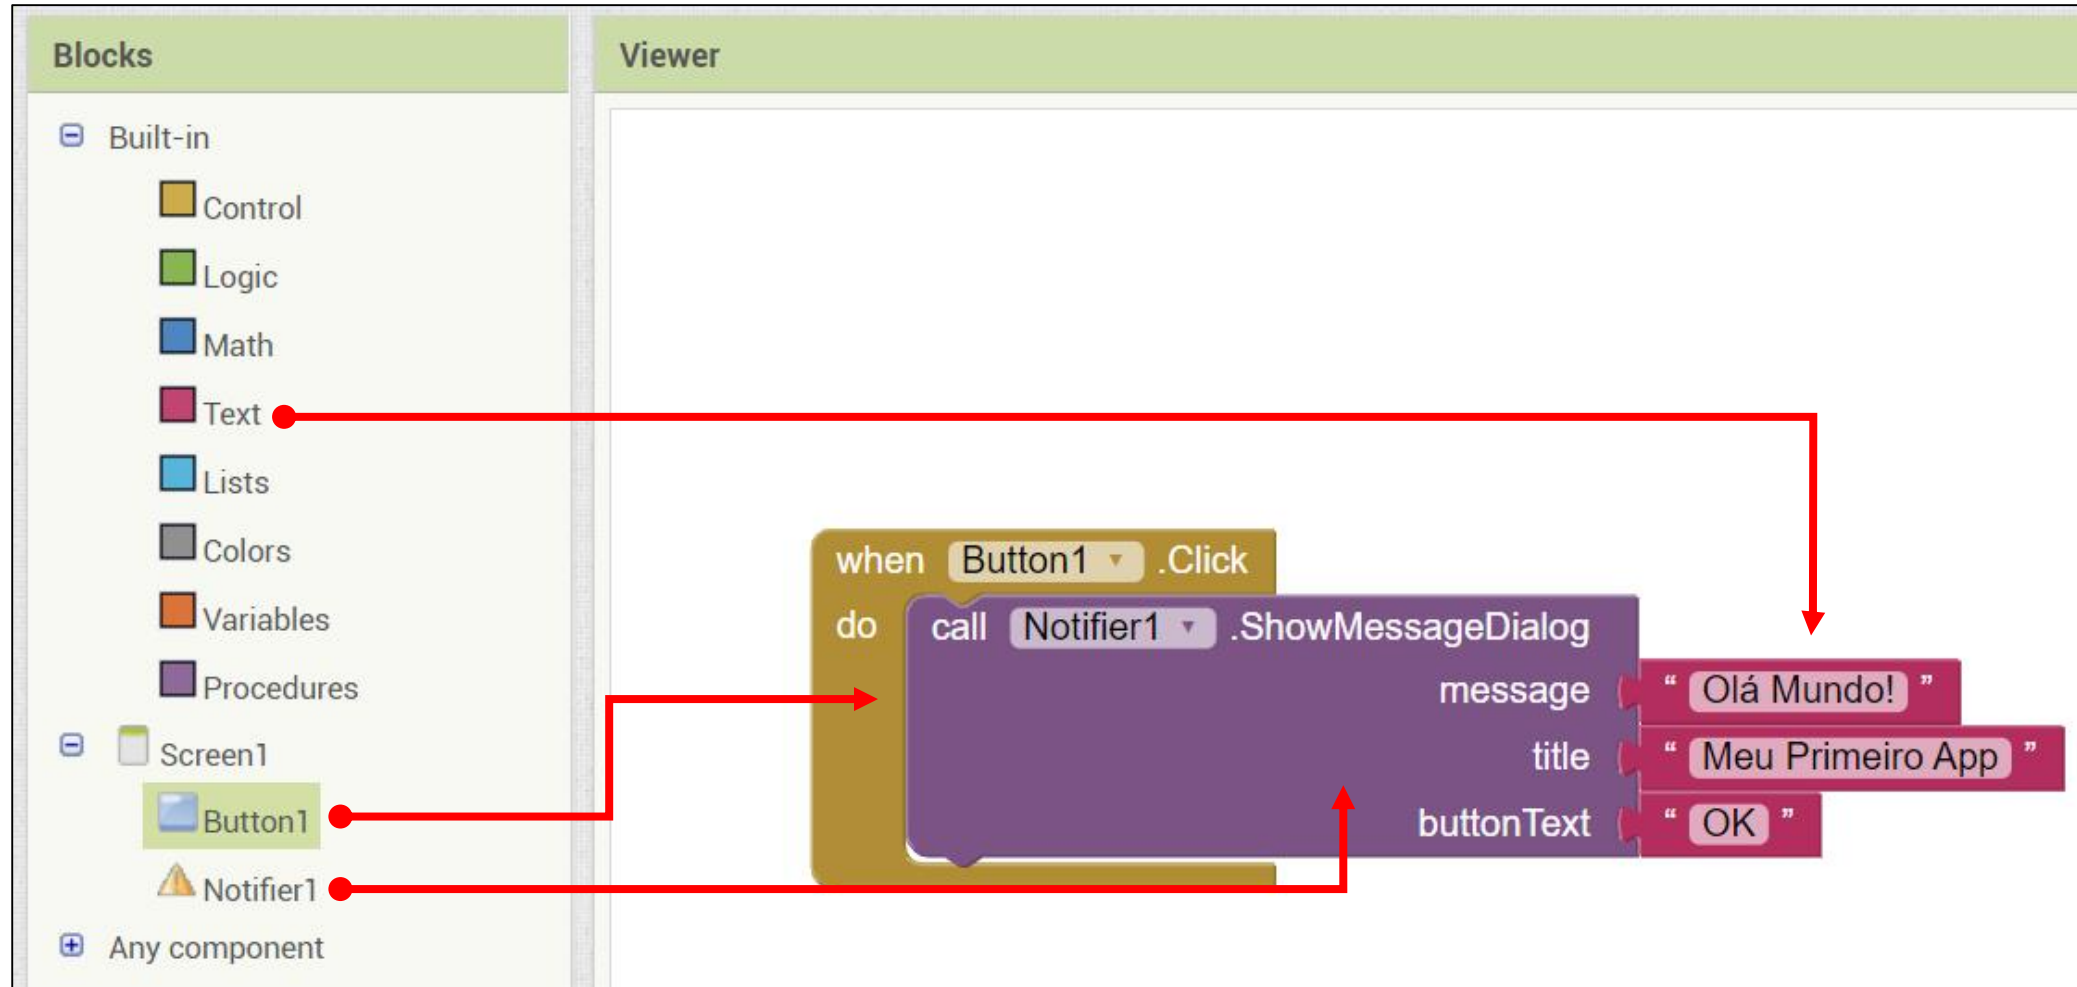 Blocks
Built-in
Control
Logic
Math
Text
Lists
Colors
Variables
Procedures
Screen1
Button1
Notifier1
Any component
Viewer
when Button1 .Click
do call Notifier1 .ShowMessageDialog
message “ Olá Mundo! ”
title “ Meu Primeiro App ”
buttonText “ OK ”